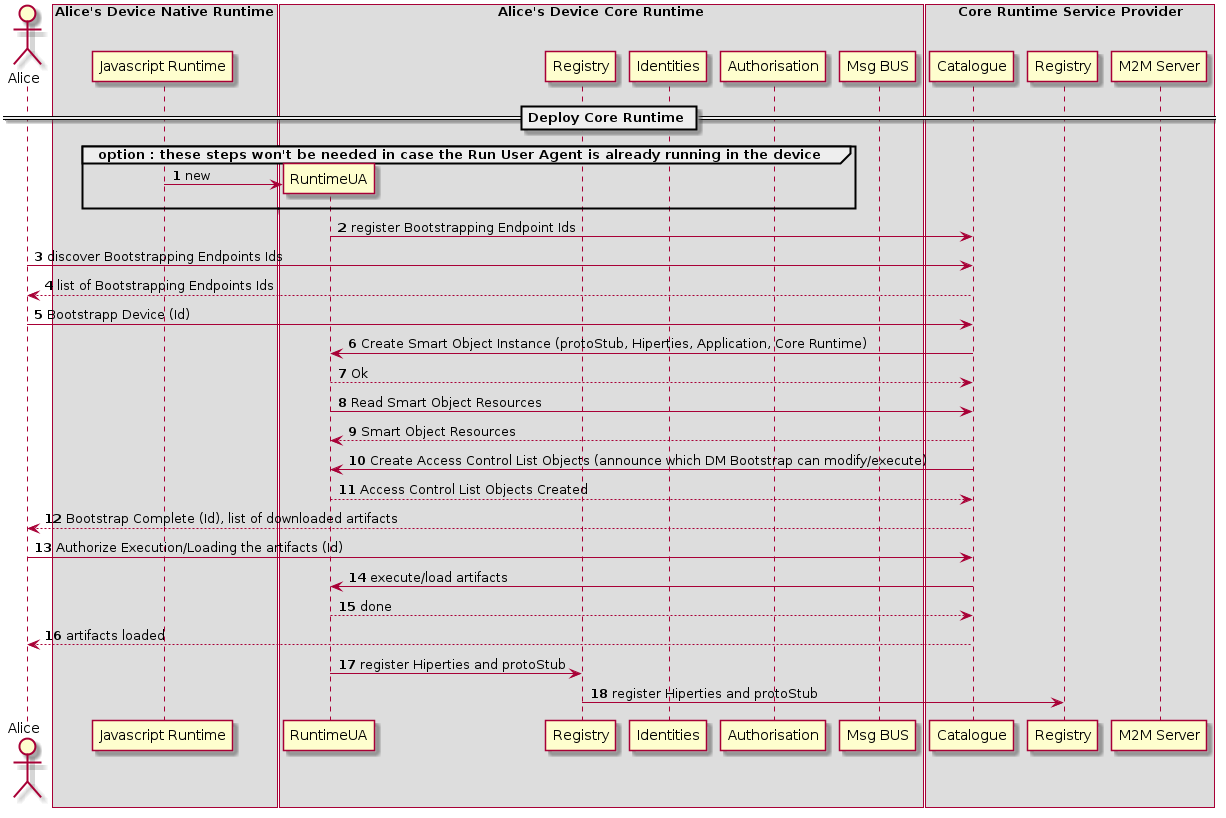 Alice's Device Native Runtime
Alice's Device Core Runtime
Core Runtime Service Provider
Alice
Javascript Runtime
Registry
Identities
Authorisation
Msg BUS
Catalogue
Registry
M2M Server
Deploy Core Runtime
option : these steps won't be needed in case the Run User Agent is already running in the device
1 new
RuntimeUA
2 register Bootstrapping Endpoint Ids
3 discover Bootstrapping Endpoints Ids
4 list of Bootstrapping Endpoints Ids
5 Bootstrapp Device (Id)
6 Create Smart Object Instance (protoStub, Hiperties, Application, Core Runtime)
7 Ok
8 Read Smart Object Resources
9 Smart Object Resources
10 Create Access Control List Objects (announce which DM Bootstrap can modify/execute)
11 Access Control List Objects Created
12 Bootstrap Complete (Id), list of downloaded artifacts
13 Authorize Execution/Loading the artifacts (Id)
14 execute/load artifacts
15 done
16 artifacts loaded
17 register Hiperties and protoStub
18 register Hiperties and protoStub
Alice
Javascript Runtime
RuntimeUA
Registry
Identities
Authorisation
Msg BUS
Catalogue
Registry
M2M Server